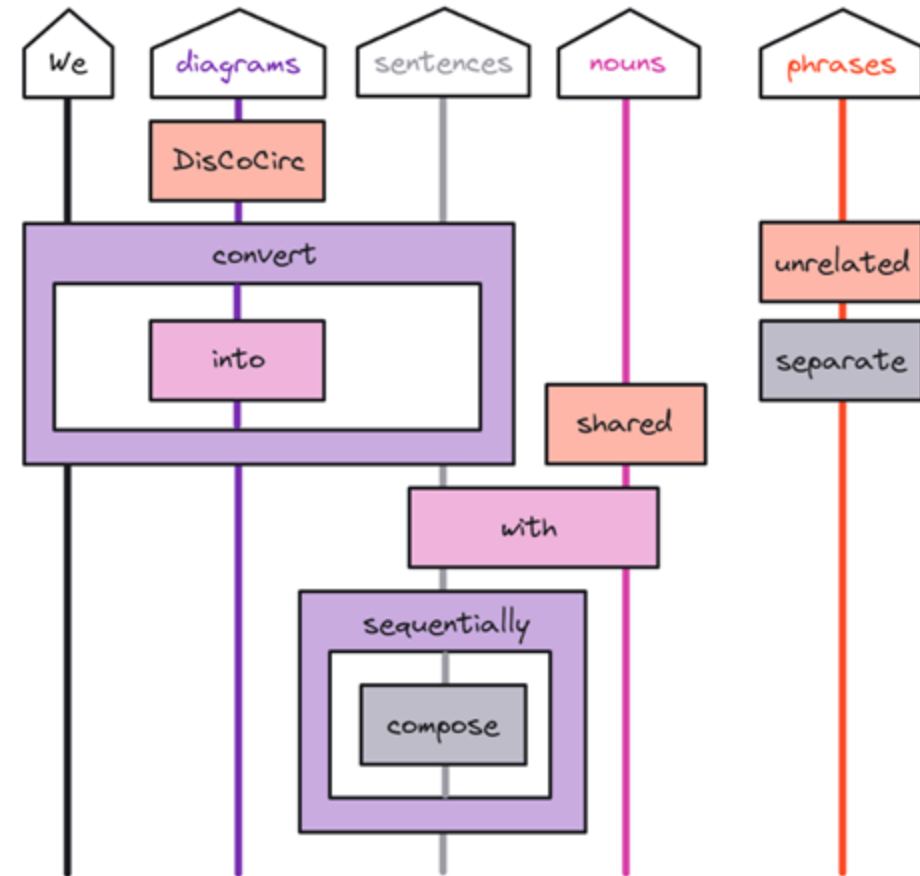 We diagrams sentences nouns phrases
DisCoCirc
convert unrelated
into separate
shared
with
sequentially
compose